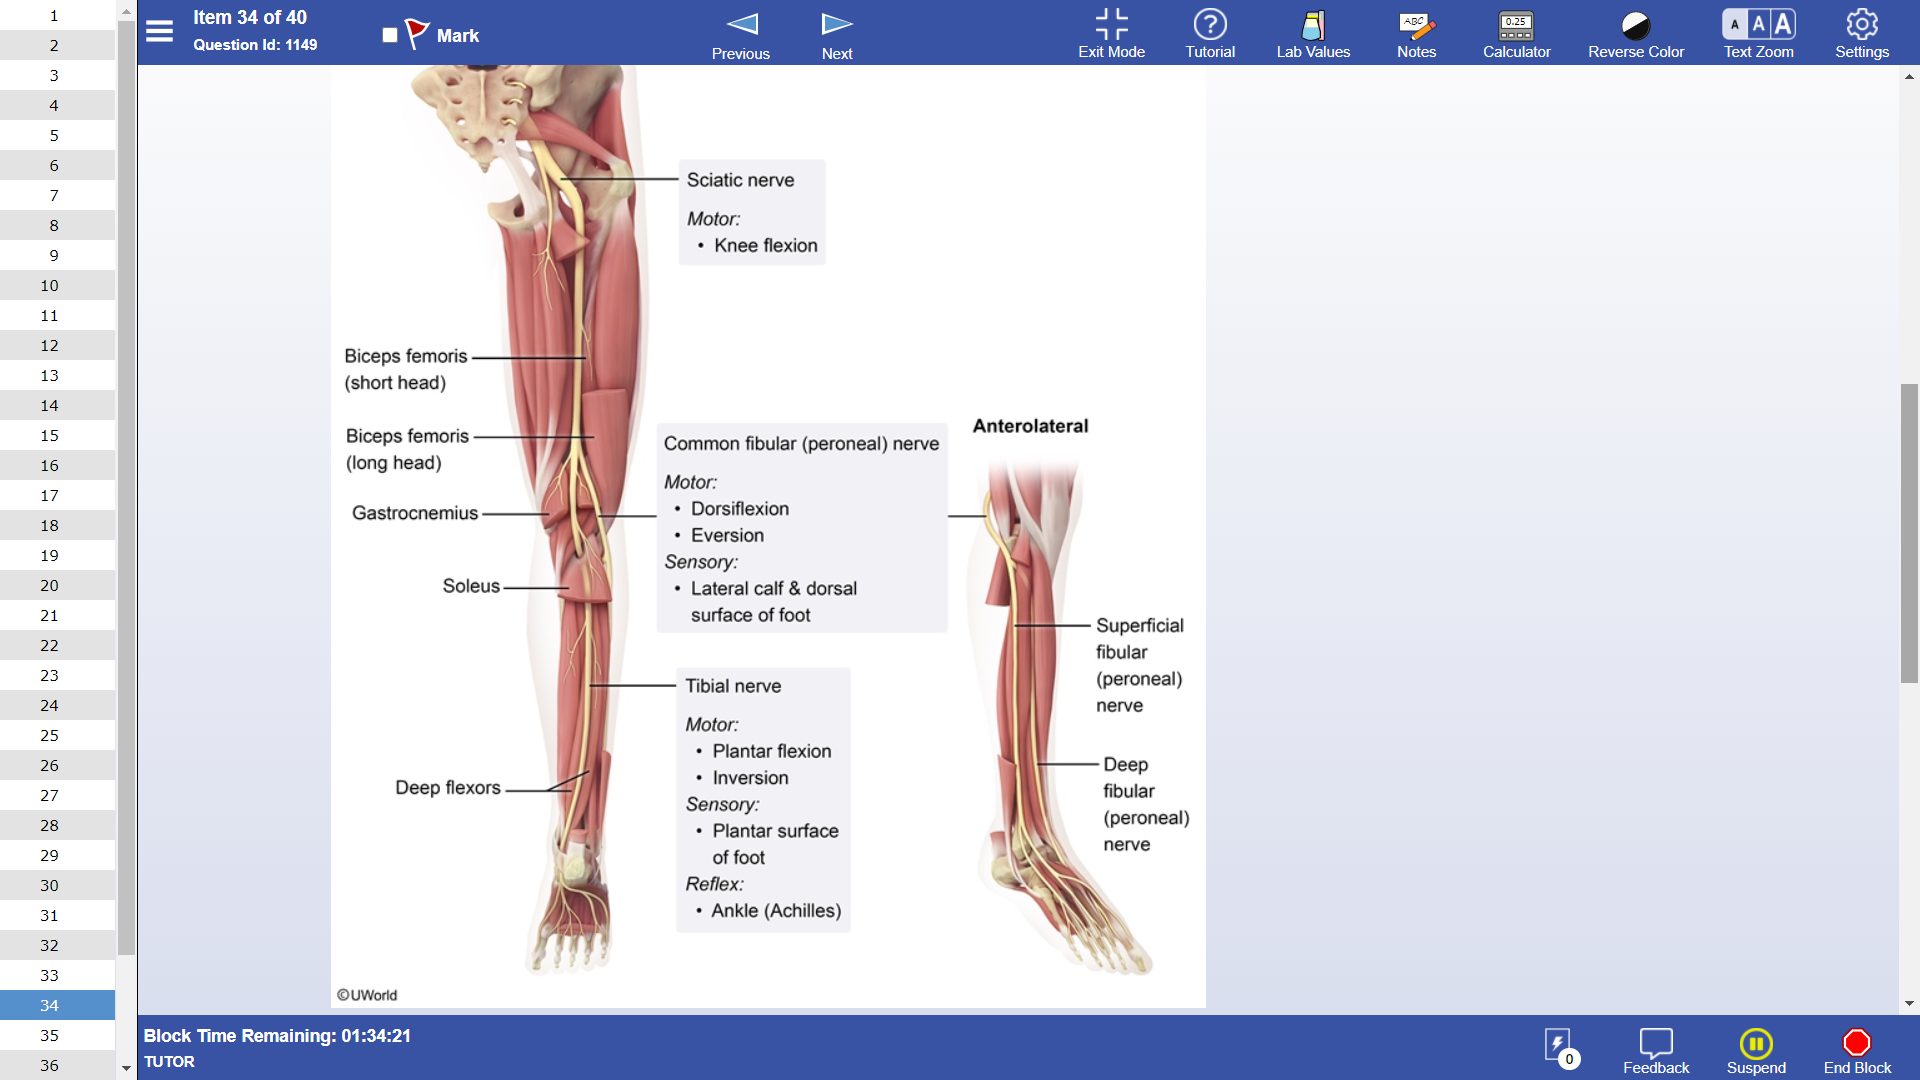 Item 34 of 40
Question Id: 1149
Mark
Previous
Next
Exit Mode
Tutorial
Lab Values
ABC
Notes
0.25
Calculator
Reverse Color
A A A
Text Zoom
Settings
1
2
3
4
5
6
7
8
9
10
11
12
13
14
15
16
17
18
19
20
21
22
23
24
25
26
27
28
29
30
31
32
33
34
35
36
Sciatic nerve
Motor:
• Knee flexion
Biceps femoris
(short head)
Biceps femoris
(long head)
Gastrocnemius
Soleus
Deep flexors
Common fibular (peroneal) nerve
Motor:
• Dorsiflexion
• Eversion
Sensory:
• Lateral calf & dorsal
surface of foot
Tibial nerve
Motor:
• Plantar flexion
• Inversion
Sensory:
• Plantar surface
of foot
Reflex:
• Ankle (Achilles)
Anterolateral
Superficial
fibular
(peroneal)
nerve
Deep
fibular
(peroneal)
nerve
©UWorld
Block Time Remaining: 01:34:21
TUTOR
0
Feedback
Suspend
End Block